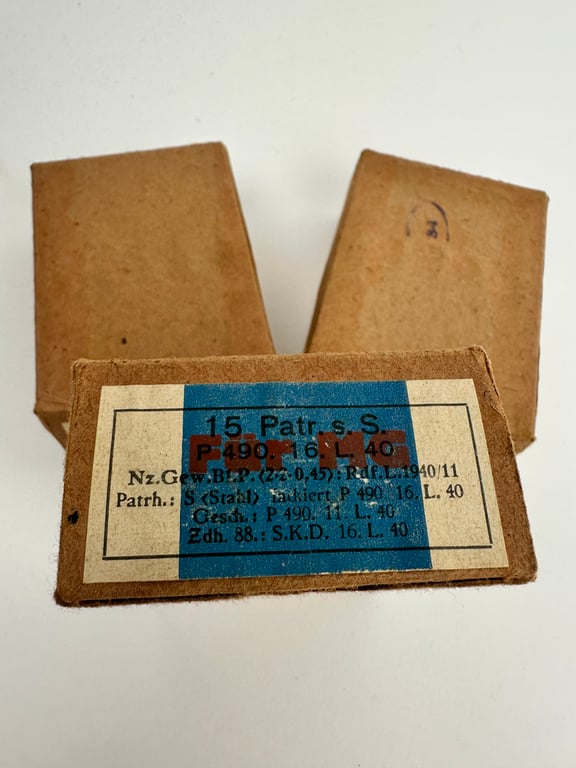 15 Patr. s. S.
P 490. 16. L. 40
Für MG
Nz.Gew.Bl.P.<2·2·0,45>: Rdf.L.1940/11
Patrh.: S <Stahl> lackiert P 490 16. L. 40
Gesch.: P 490. 11. L. 40
Zdh. 88.: S.K.D. 16. L. 40